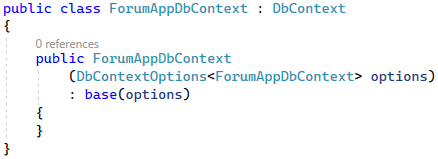 public class ForumAppDbContext : DbContext
{
0 references
public ForumAppDbContext
(DbContextOptions<ForumAppDbContext> options)
: base(options)
{
}
}